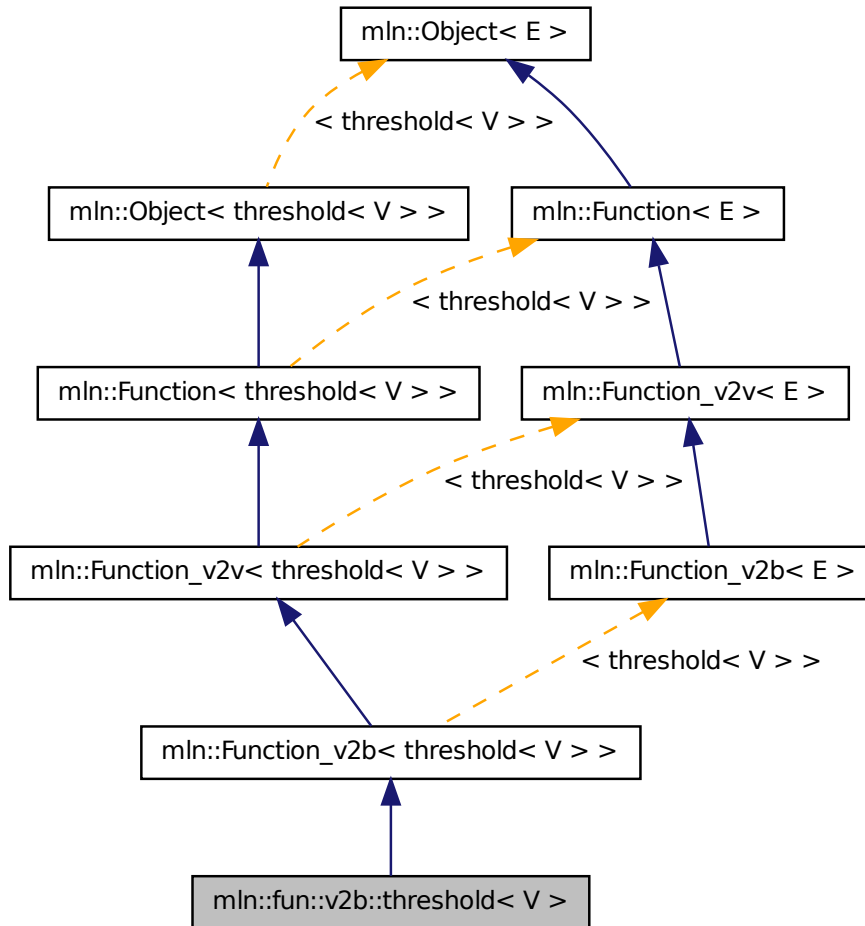 mln::Object< E >
< threshold< V > >
mln::Object< threshold< V > >
mln::Function< E >
< threshold< V > >
mln::Function< threshold< V > >
mln::Function_v2v< E >
< threshold< V > >
mln::Function_v2v< threshold< V > >
mln::Function_v2b< E >
< threshold< V > >
mln::Function_v2b< threshold< V > >
mln::fun::v2b::threshold< V >